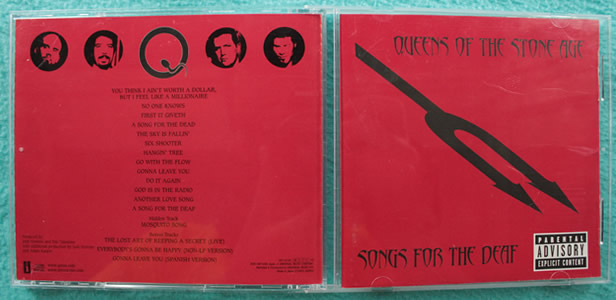 YOU THINK I AIN'T WORTH A DOLLAR,
BUT I FEEL LIKE A MILLIONAIRE
NO ONE KNOWS
FIRST IT GIVETH
A SONG FOR THE DEAD
THE SKY IS FALLIN'
SIX SHOOTER
HANGIN' TREE
GO WITH THE FLOW
GONNA LEAVE YOU
DO IT AGAIN
GOD IS IN THE RADIO
ANOTHER LOVE SONG
A SONG FOR THE DEAF
Hidden Track
MOSQUITO SONG
Bonus Tracks
THE LOST ART OF KEEPING A SECRET (LIVE)
EVERYBODY'S GONNA BE HAPPY (NON-LP VERSION)
GONNA LEAVE YOU (SPANISH VERSION)
QUEENS OF THE STONE AGE
SONGS FOR THE DEAF
PARENTAL
ADVISORY
EXPLICIT CONTENT